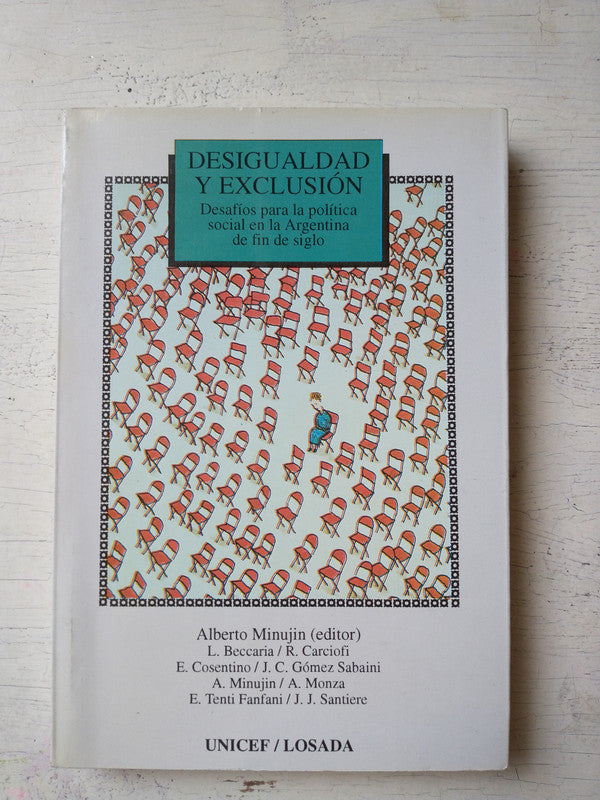 DESIGUALDAD
Y EXCLUSIÓN
Desafíos para la política
social en la Argentina
de fin de siglo
Alberto Minujin (editor)
L. Beccaria / R. Carciofi
E. Cosentino / J. C. Gómez Sabaini
A. Minujin / A. Monza
E. Tenti Fanfani / J. J. Santiere
UNICEF / LOSADA